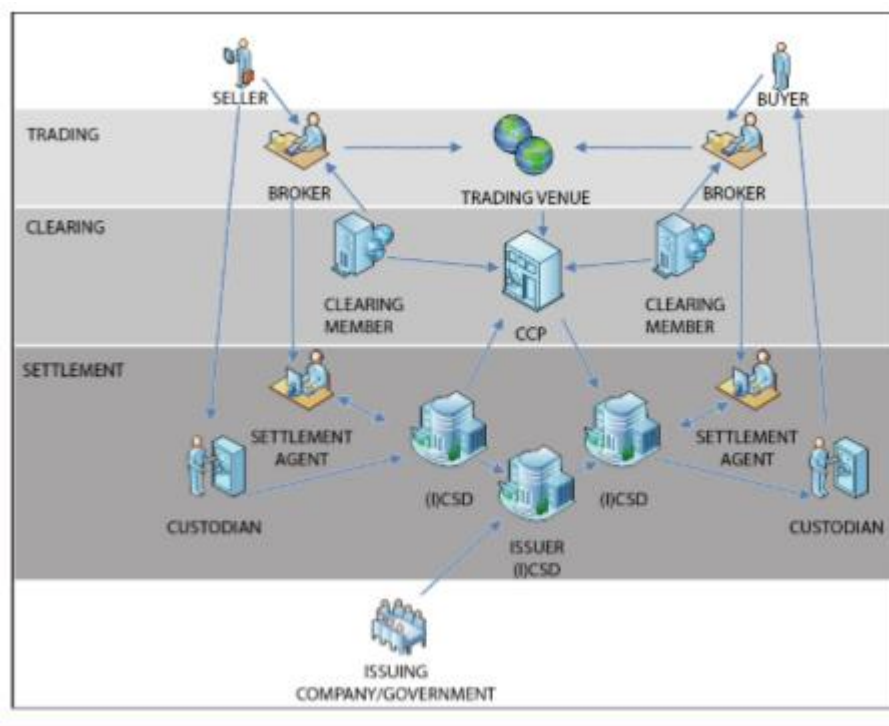 SELLER
BUYER
TRADING
BROKER
TRADING VENUE
BROKER
CLEARING
CLEARING
MEMBER
CCP
CLEARING
MEMBER
SETTLEMENT
SETTLEMENT
AGENT
(I)CSD
(I)CSD
SETTLEMENT
AGENT
CUSTODIAN
ISSUER
(I)CSD
CUSTODIAN
ISSUING
COMPANY/GOVERNMENT